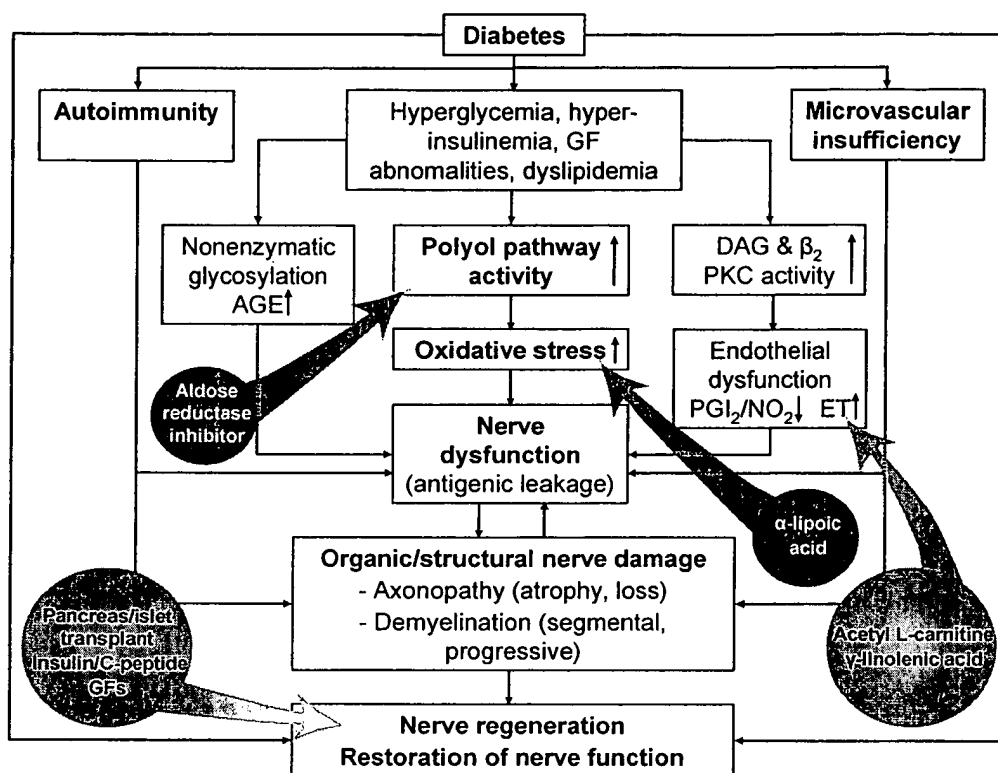 Diabetes
Autoimmunity
Hyperglycemia, hyper-
insulinemia, GF
abnomalities, dyslipidemia
Microvascular
insufficiency
Nonenzymatic
glycosylation
AGE↑
Polyol pathway
activity ↑
DAG & β₂
PKC activity ↑
Oxidative stress ↑
Endothelial
dysfunction
PGI₂/NO₂↓ ET↑
Aldose
reductase
inhibitor
Nerve
dysfunction
(antigenic leakage)
α-lipoic
acid
Organic/structural nerve damage
- Axonopathy (atrophy, loss)
- Demyelination (segmental,
progressive)
Pancreas/islet
transplant
Insulin/C-peptide
GFs
Acetyl L-carnitine
γ-linolenic acid
Nerve regeneration
Restoration of nerve function